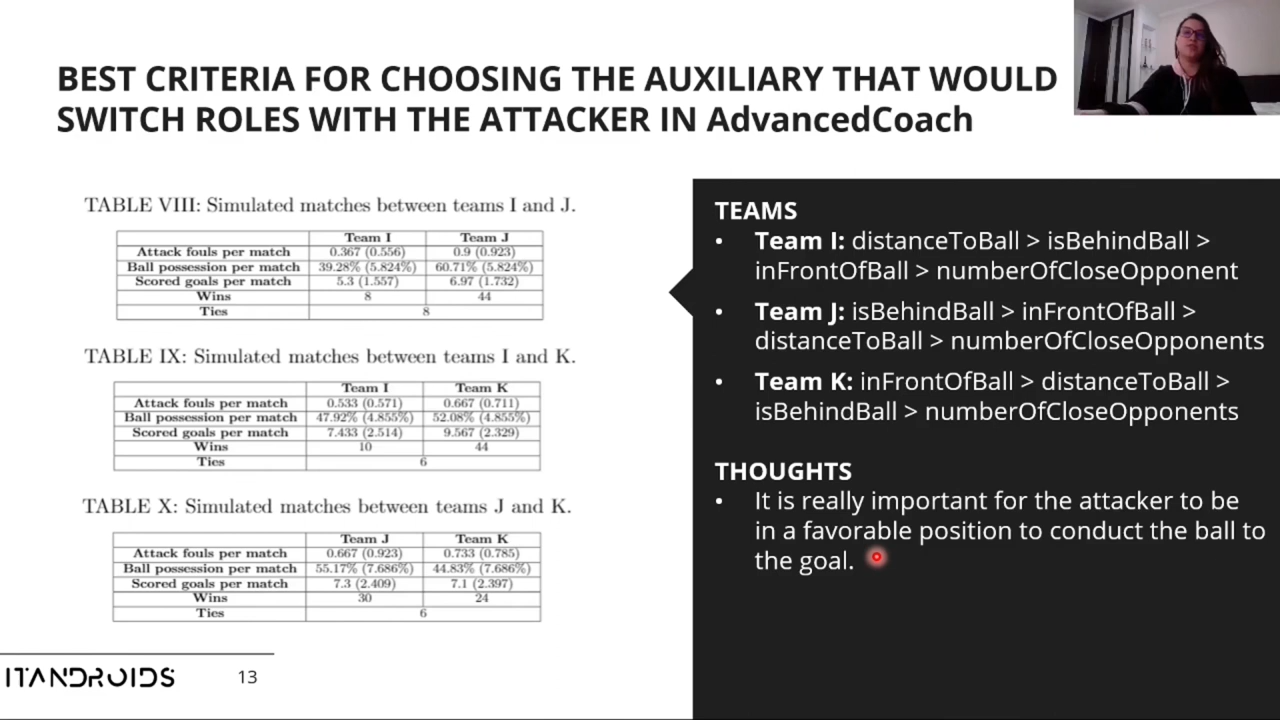 BEST CRITERIA FOR CHOOSING THE AUXILIARY THAT WOULD
SWITCH ROLES WITH THE ATTACKER IN AdvancedCoach
TABLE VIII: Simulated matches between teams I and J.
Team I Team J
Attack fouls per match 0.367 (0.556) 0.9 (0.923)
Ball possession per match 39.28% (5.824%) 60.71% (5.824%)
Scored goals per match 5.3 (1.557) 6.97 (1.732)
Wins 8 44
Ties 8
TABLE IX: Simulated matches between teams I and K.
Team I Team K
Attack fouls per match 0.533 (0.571) 0.667 (0.711)
Ball possession per match 47.92% (4.855%) 52.08% (4.855%)
Scored goals per match 7.433 (2.514) 9.567 (2.329)
Wins 10 44
Ties 6
TABLE X: Simulated matches between teams J and K.
Team J Team K
Attack fouls per match 0.667 (0.923) 0.733 (0.785)
Ball possession per match 55.17% (7.686%) 44.83% (7.686%)
Scored goals per match 7.3 (2.409) 7.1 (2.397)
Wins 30 24
Ties 6
TEAMS
• Team I: distanceToBall > isBehindBall >
inFrontOfBall > numberOfCloseOpponent
• Team J: isBehindBall > inFrontOfBall >
distanceToBall > numberOfCloseOpponents
• Team K: inFrontOfBall > distanceToBall >
isBehindBall > numberOfCloseOpponents
THOUGHTS
• It is really important for the attacker to be
in a favorable position to conduct the ball to
the goal.
ITANDROIDS
13